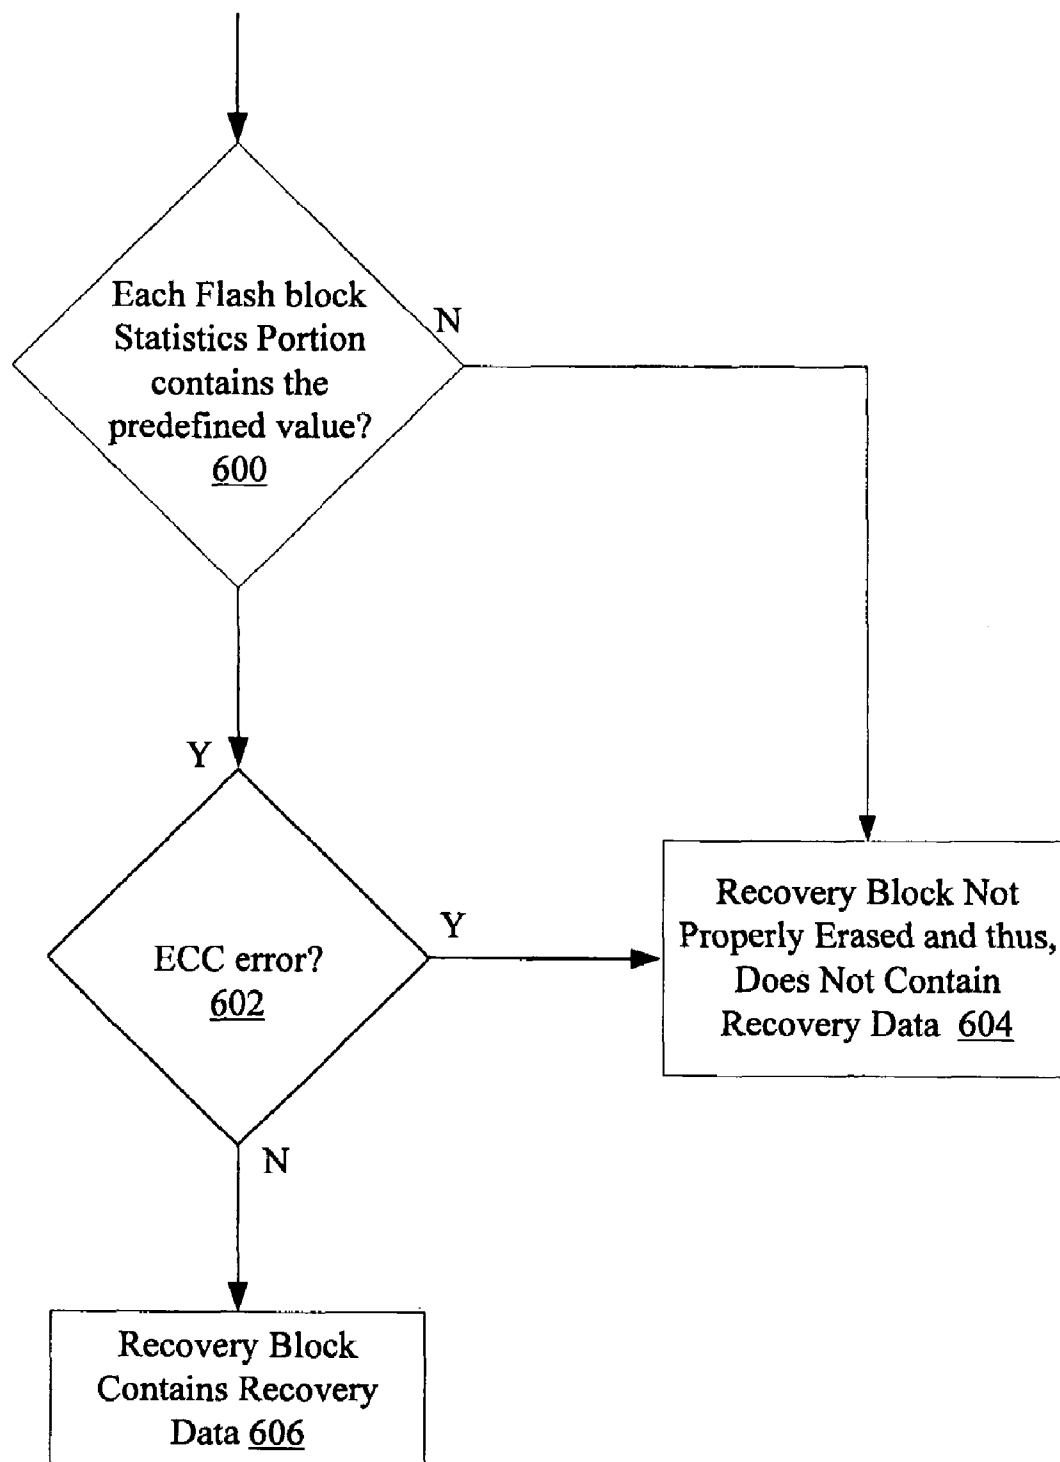 Each Flash block
Statistics Portion
contains the
predefined value?
600
N
Y
ECC error?
602
Y
Recovery Block Not
Properly Erased and thus,
Does Not Contain
Recovery Data 604
N
Recovery Block
Contains Recovery
Data 606